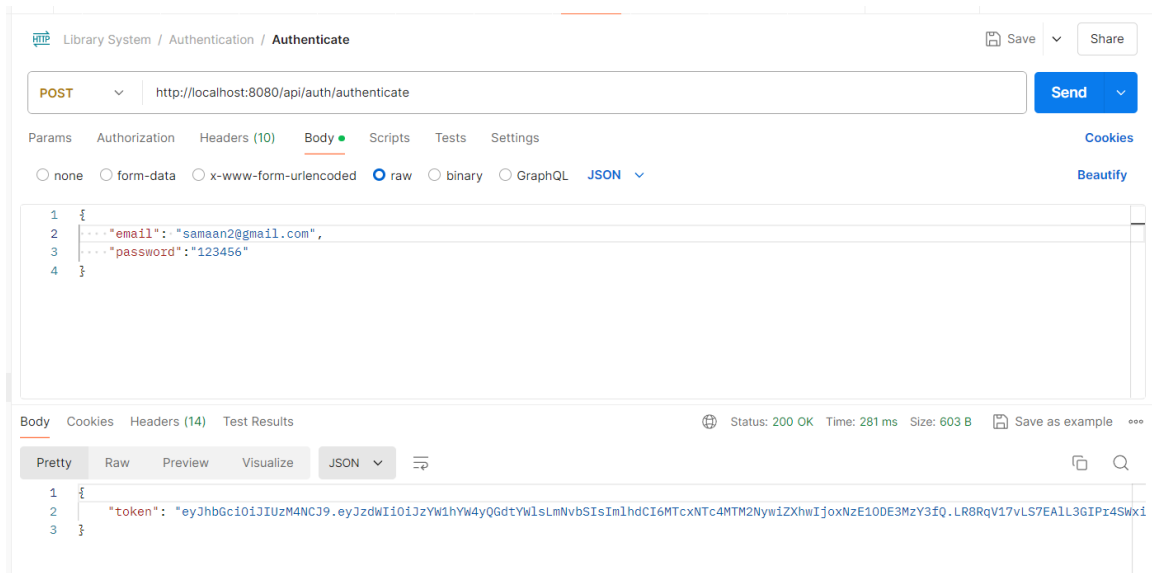 HTTP Library System / Authentication / Authenticate Save Share
POST http://localhost:8080/api/auth/authenticate Send
Params Authorization Headers (10) Body Scripts Tests Settings Cookies
none form-data x-www-form-urlencoded raw binary GraphQL JSON Beautify
1 {
2 "email": "samaan2@gmail.com",
3 "password":"123456"
4 }
Body Cookies Headers (14) Test Results Status: 200 OK Time: 281 ms Size: 603 B Save as example
Pretty Raw Preview Visualize JSON
1 {
2 "token": "eyJhbGciOiJIUzM4NCJ9.eyJzdWIiOiJzYW1hYW4yQGdtYWlsLmNvbSIsImlhdCI6MTcxNTc4MTM2NywiZXhwIjoxNzE1ODE3MzY3fQ.LR8RqV17vLS7EAlL3GIPr4SWxi
3 }